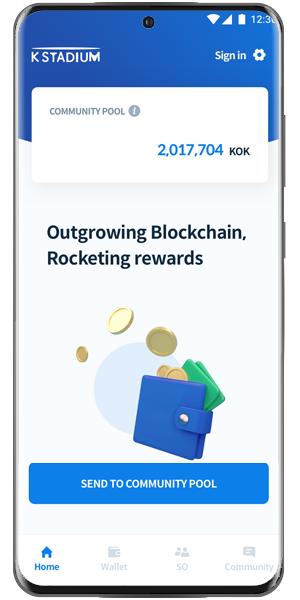 12:30
K STADIUM
Sign in
COMMUNITY POOL i
2,017,704 KOK
Outgrowing Blockchain,
Rocketing rewards
SEND TO COMMUNITY POOL
Home
Wallet
SO
Community